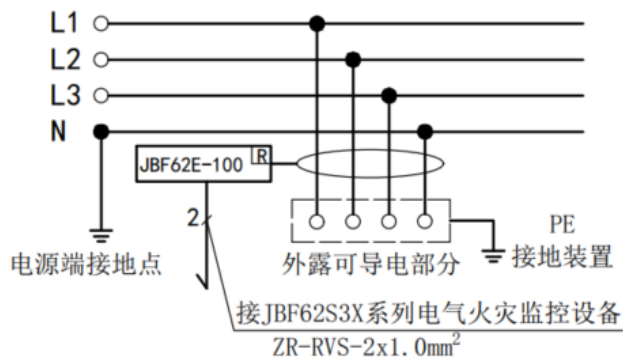 L1
L2
L3
N
JBF62E-100 R
2
PE
电源端接地点
外露可导电部分
接地装置
接JBF62S3X系列电气火灾监控设备
ZR-RVS-2x1.0mm²